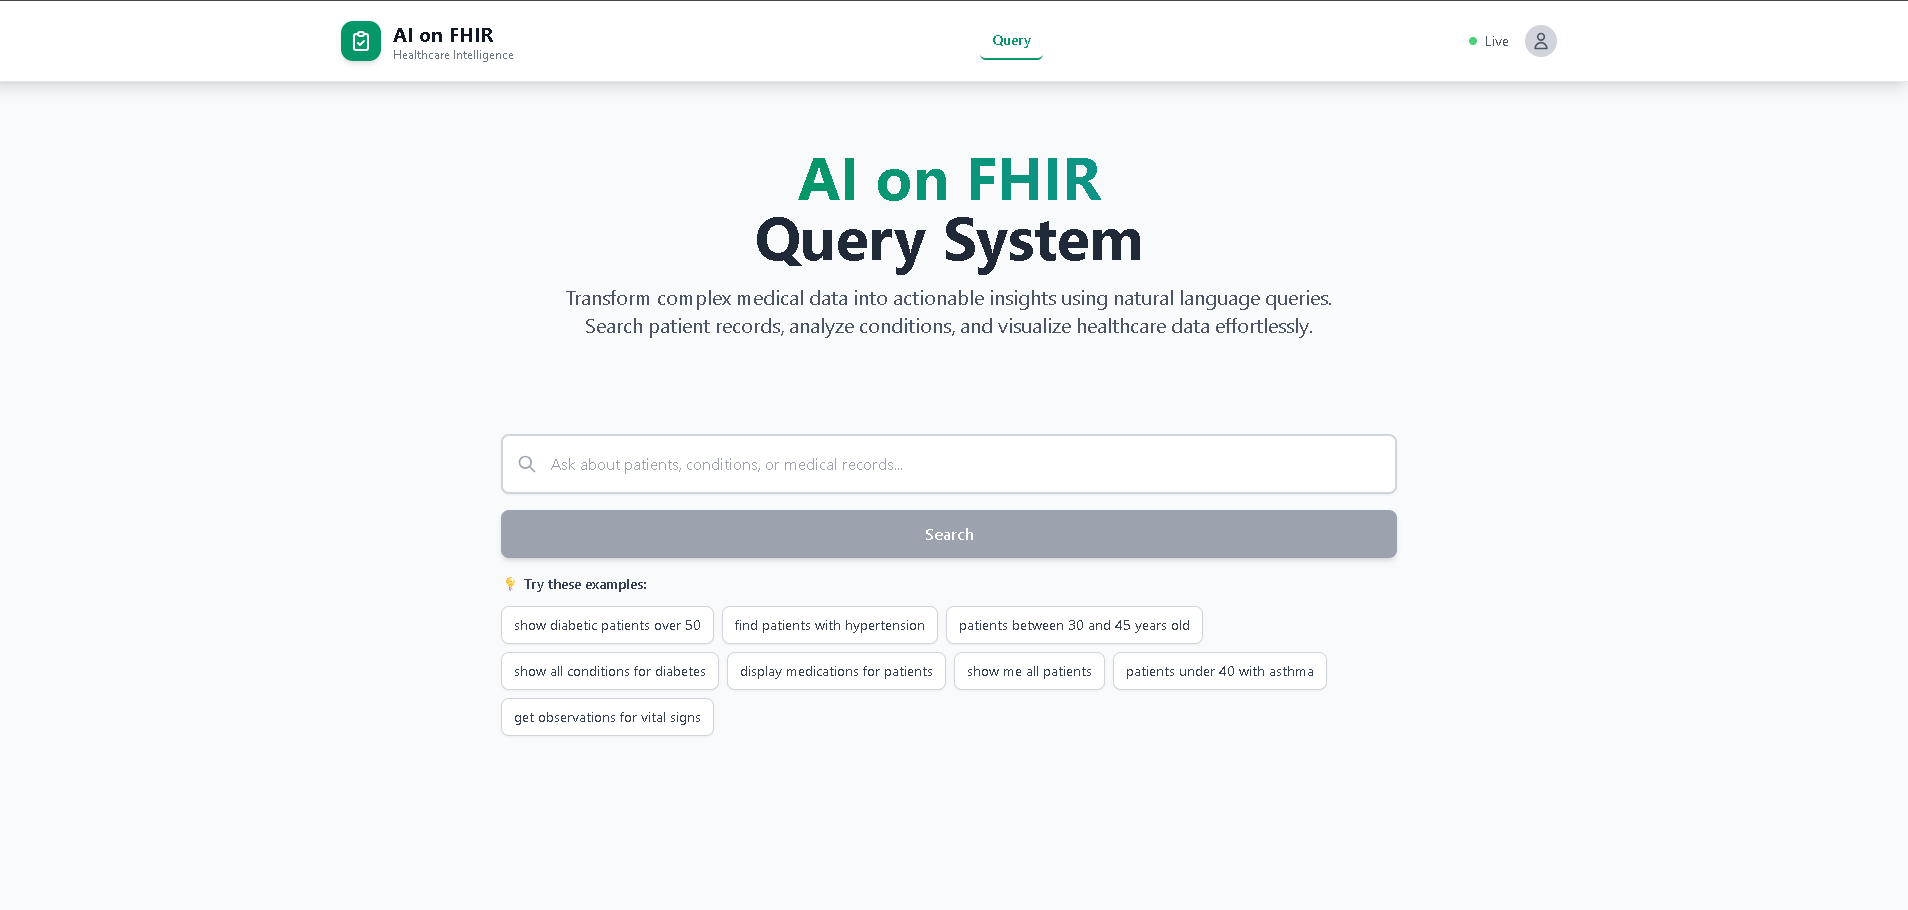 AI on FHIR
Healthcare Intelligence
Query
Live
AI on FHIR
Query System
Transform complex medical data into actionable insights using natural language queries.
Search patient records, analyze conditions, and visualize healthcare data effortlessly.
Ask about patients, conditions, or medical records...
Search
Try these examples:
show diabetic patients over 50
find patients with hypertension
patients between 30 and 45 years old
show all conditions for diabetes
display medications for patients
show me all patients
patients under 40 with asthma
get observations for vital signs